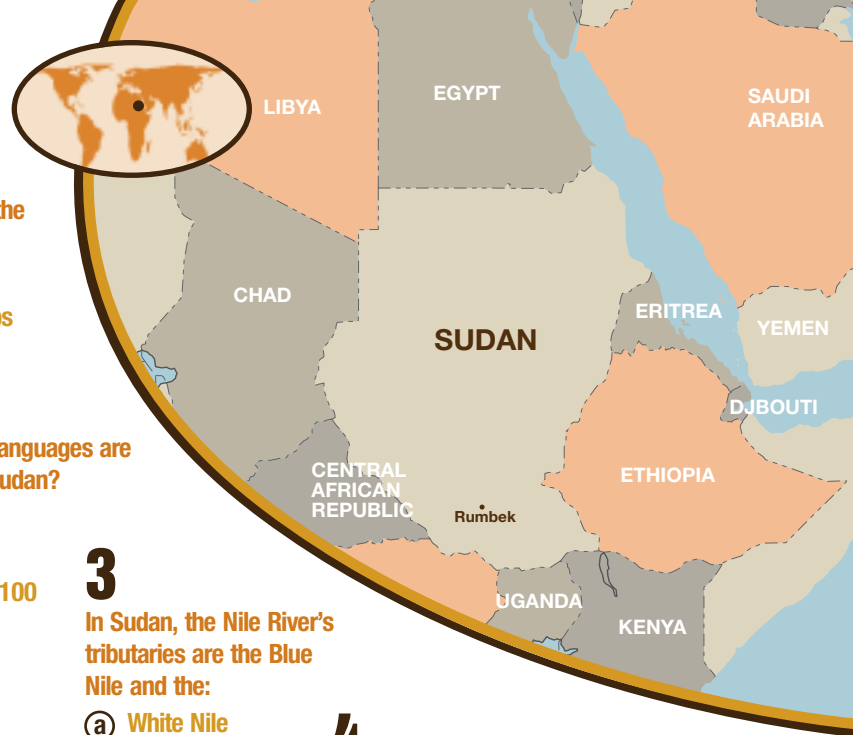 EGYPT
SAUDI
ARABIA
LIBYA
the
CHAD
ERITREA
os
SUDAN
YEMEN
DJBOUTI
anguages are
udan?
CENTRAL
AFRICAN
REPUBLIC
ETHIOPIA
Rumbek
100
UGANDA
KENYA
3
In Sudan, the Nile River's
tributaries are the Blue
Nile and the:
a White Nile
4